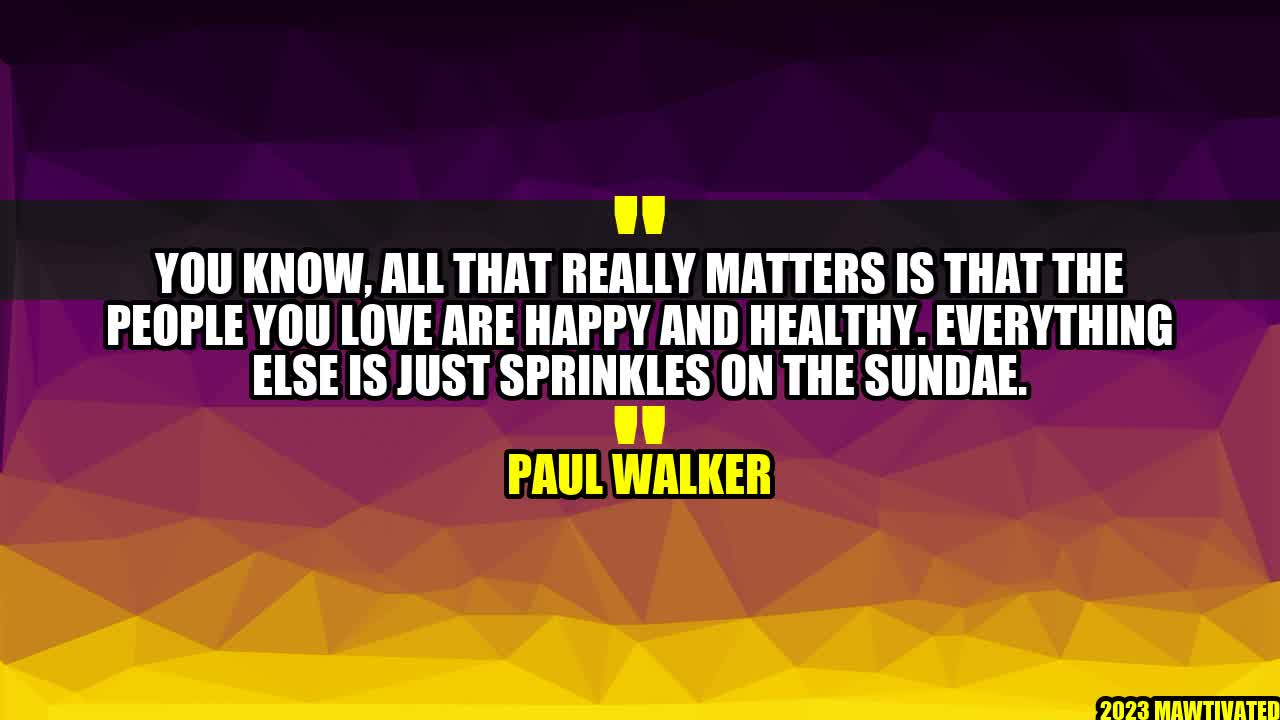 "
YOU KNOW, ALL THAT REALLY MATTERS IS THAT THE
PEOPLE YOU LOVE ARE HAPPY AND HEALTHY. EVERYTHING
ELSE IS JUST SPRINKLES ON THE SUNDAE.
"
PAUL WALKER
2023 MAWTIVATED